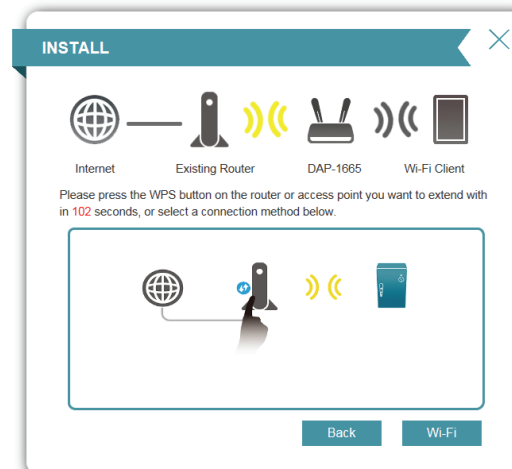 INSTALL
Internet Existing Router DAP-1665 Wi-Fi Client
Please press the WPS button on the router or access point you want to extend with
in 102 seconds, or select a connection method below.
Back Wi-Fi